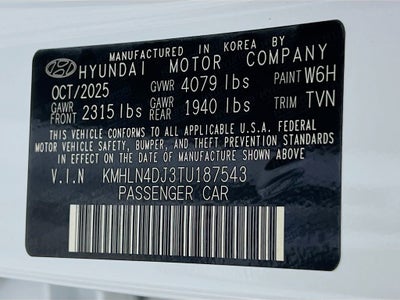 MANUFACTURED IN KOREA BY
HYUNDAI MOTOR COMPANY
OCT/2025 GVWR 4079 lbs PAINT W6H
GAWR FRONT 2315 lbs GAWR REAR 1940 lbs TRIM TVN
THIS VEHICLE CONFORMS TO ALL APPLICABLE U.S.A. FEDERAL
MOTOR VEHICLE SAFETY, BUMPER, AND THEFT PREVENTION STANDARDS
IN EFFECT ON THE DATE OF MANUFACTURE SHOWN ABOVE.
V.I.N KMHLN4DJ3TU187543
PASSENGER CAR